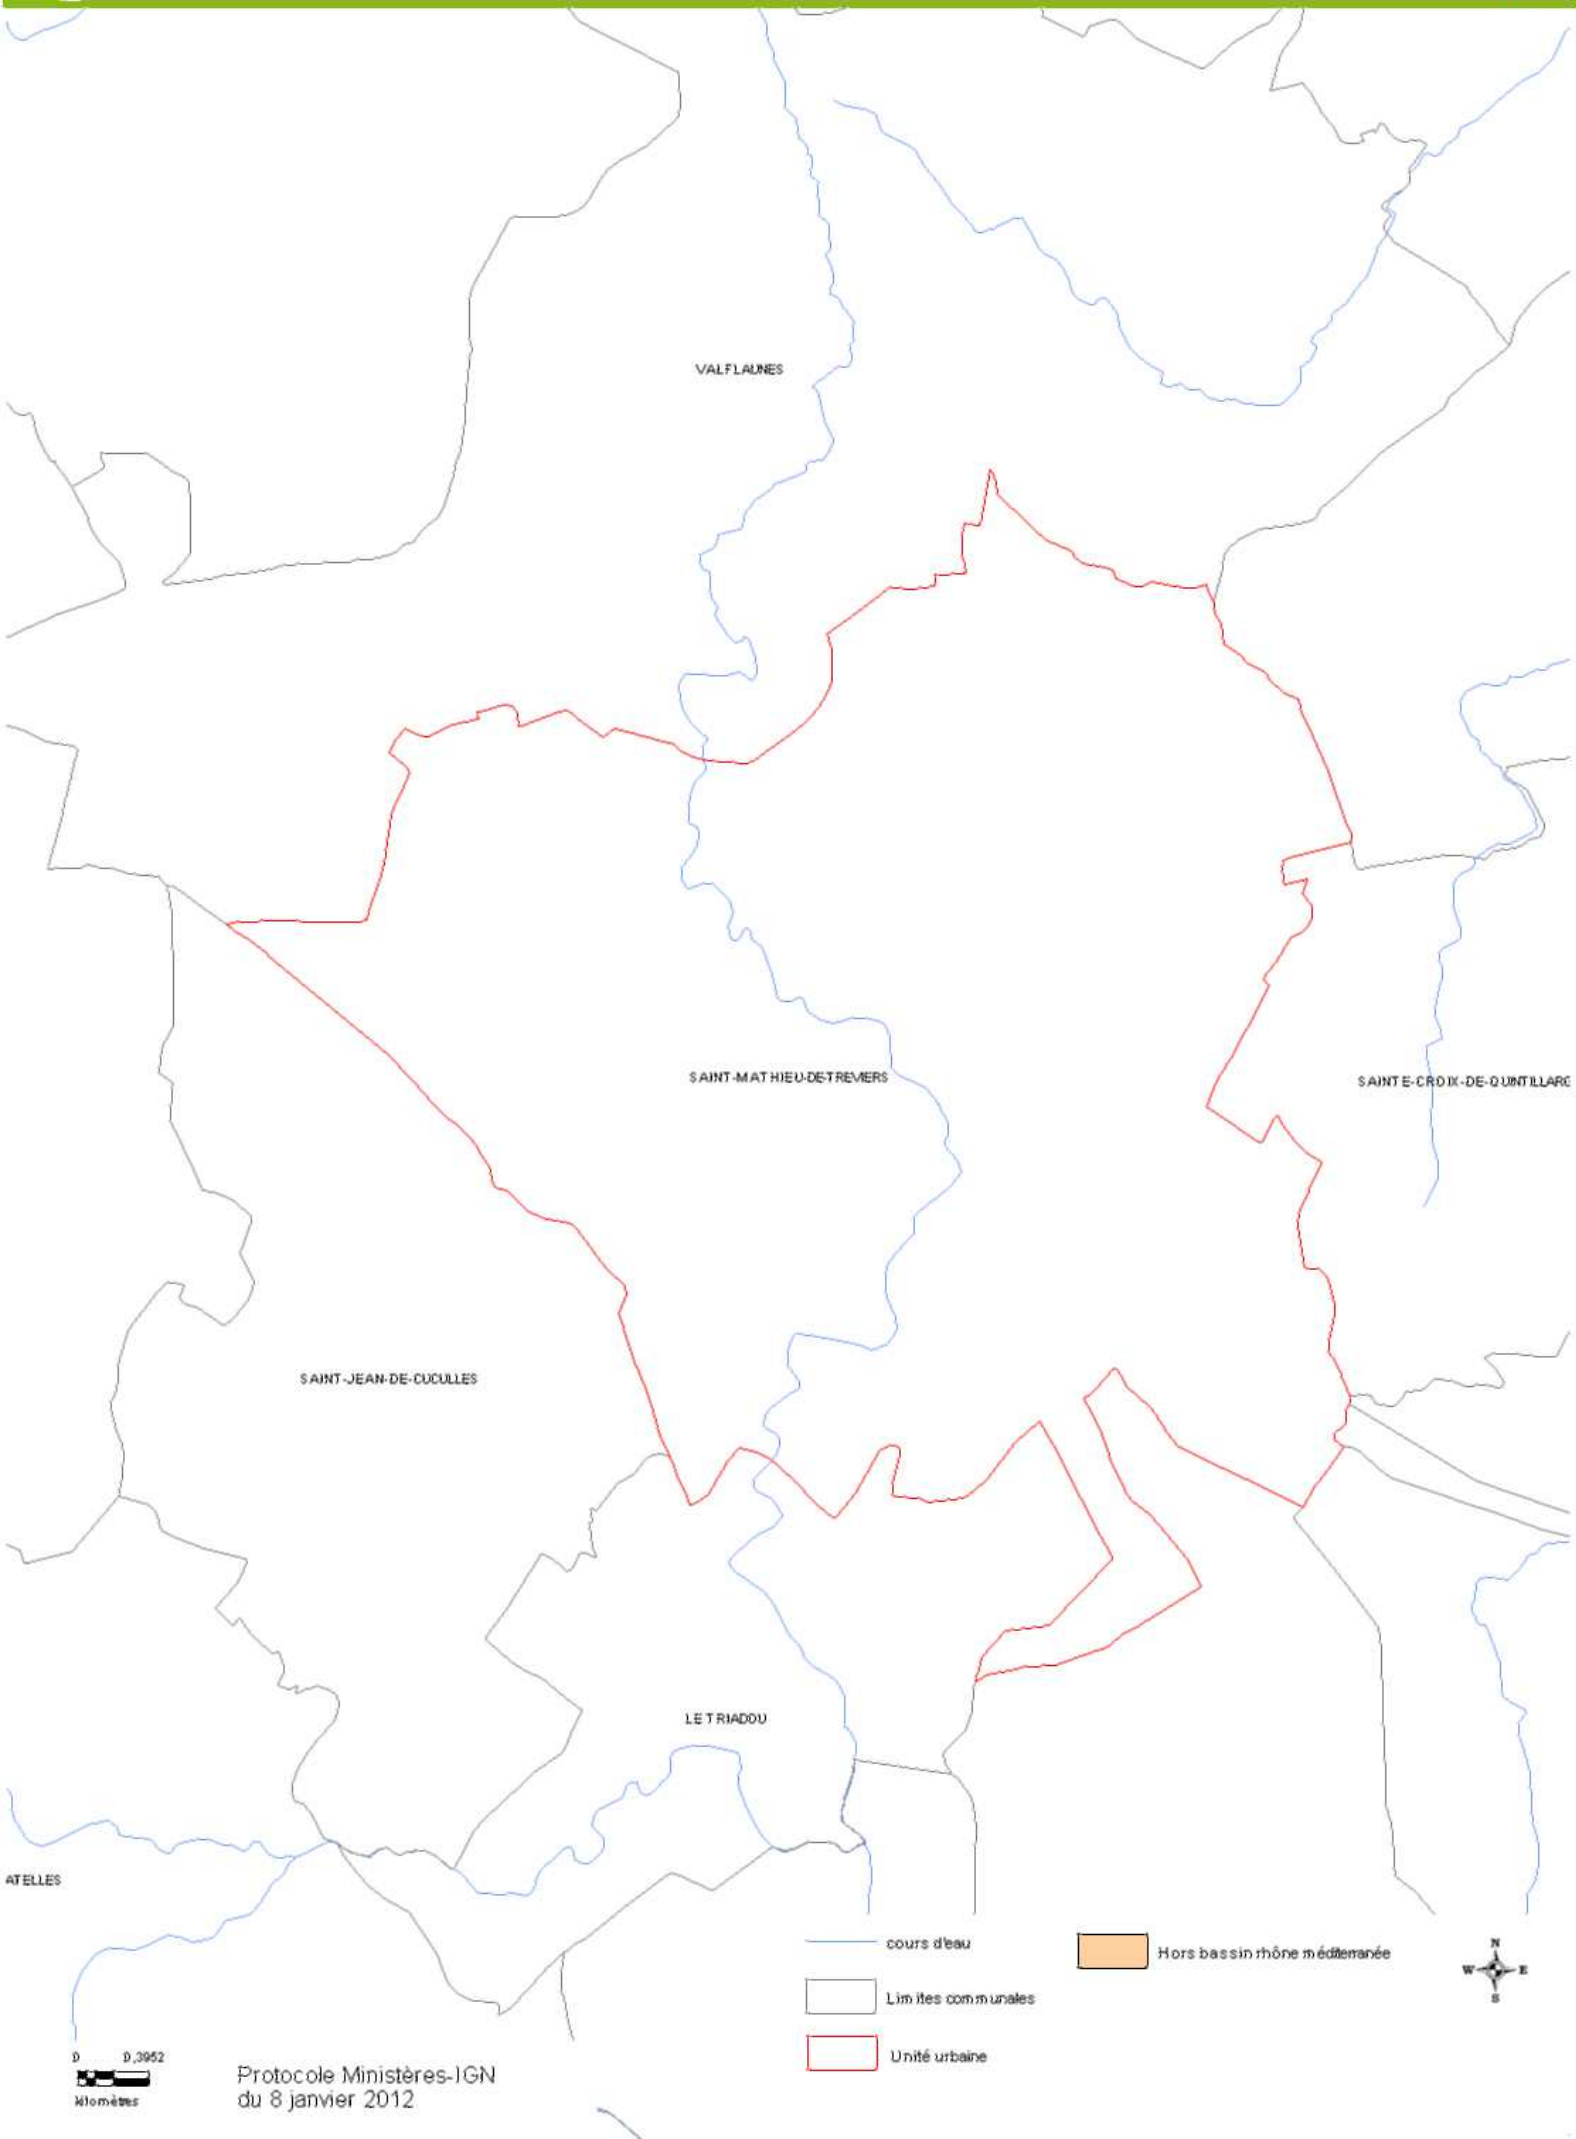 VALFLAUNES
SAINT-MATHIEU-DE-TREVIERS
SAINTE-CROIX-DE-QUINTILLARG
SAINT-JEAN-DE-CUCULLES
LE TRIADOU
ATELLES
cours d'eau
Hors bassin rhône méditerranée
N
W E
S
Limites communales
Unité urbaine
0 0,3952
kilomètres
Protocole Ministères-IGN
du 8 janvier 2012